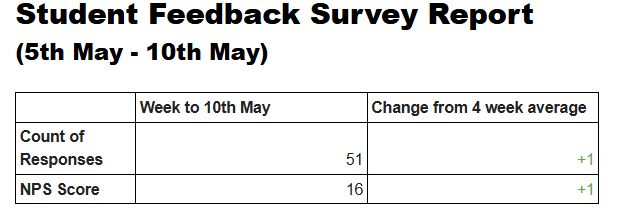 Student Feedback Survey Report
(5th May - 10th May)
Week to 10th May Change from 4 week average
Count of
Responses 51 +1
NPS Score 16 +1